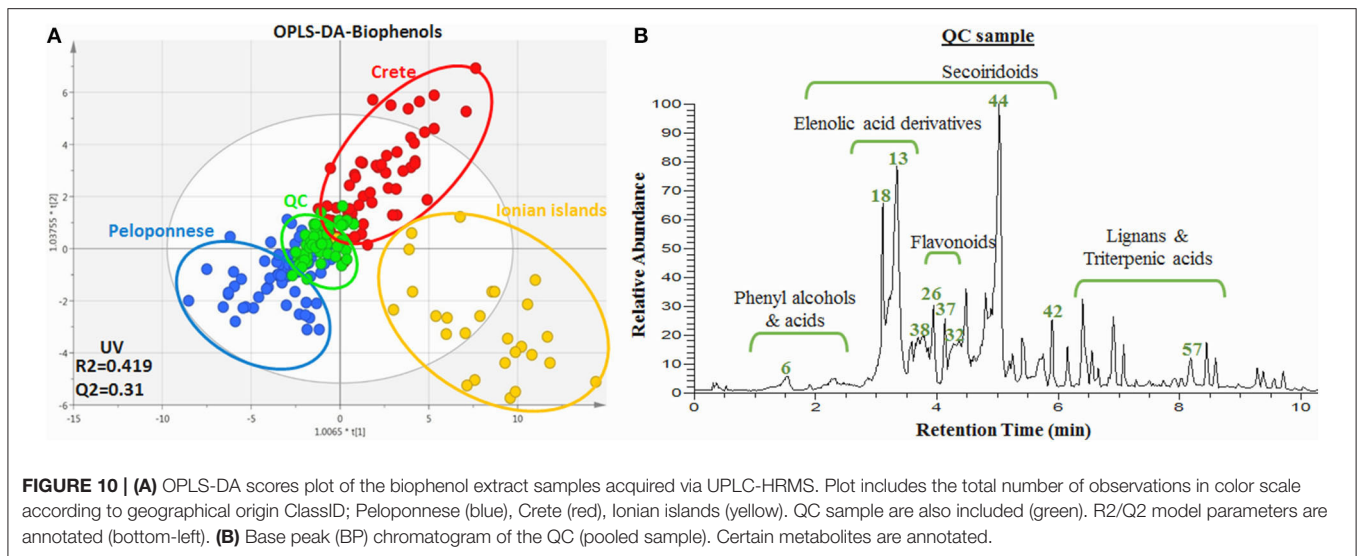 A
OPLS-DA-Biophenols
Crete
QC
Peloponnese
Ionian islands
UV
R2=0.419
Q2=0.31
6
4
2
0
-2
-4
-6
1.0375 * t[2]
-15
-10
-5
0
5
10
1.0065 * t[1]
B
QC sample
Secoiridoids
44
Elenolic acid derivatives
13
18
Flavonoids
26
37
38
32
Lignans &
Triterpenic acids
Phenyl alcohols
& acids
6
42
57
100
90
80
70
60
50
40
30
20
10
0
Relative Abundance
0
2
4
6
8
10
Retention Time (min)
FIGURE 10 | (A) OPLS-DA scores plot of the biophenol extract samples acquired via UPLC-HRMS. Plot includes the total number of observations in color scale
according to geographical origin ClassID; Peloponnese (blue), Crete (red), Ionian islands (yellow). QC sample are also included (green). R2/Q2 model parameters are
annotated (bottom-left). (B) Base peak (BP) chromatogram of the QC (pooled sample). Certain metabolites are annotated.